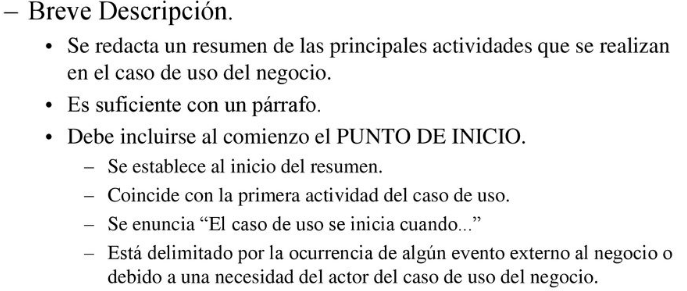 – Breve Descripción.
• Se redacta un resumen de las principales actividades que se realizan
en el caso de uso del negocio.
• Es suficiente con un párrafo.
• Debe incluirse al comienzo el PUNTO DE INICIO.
– Se establece al inicio del resumen.
– Coincide con la primera actividad del caso de uso.
– Se enuncia “El caso de uso se inicia cuando...”
– Está delimitado por la ocurrencia de algún evento externo al negocio o
debido a una necesidad del actor del caso de uso del negocio.